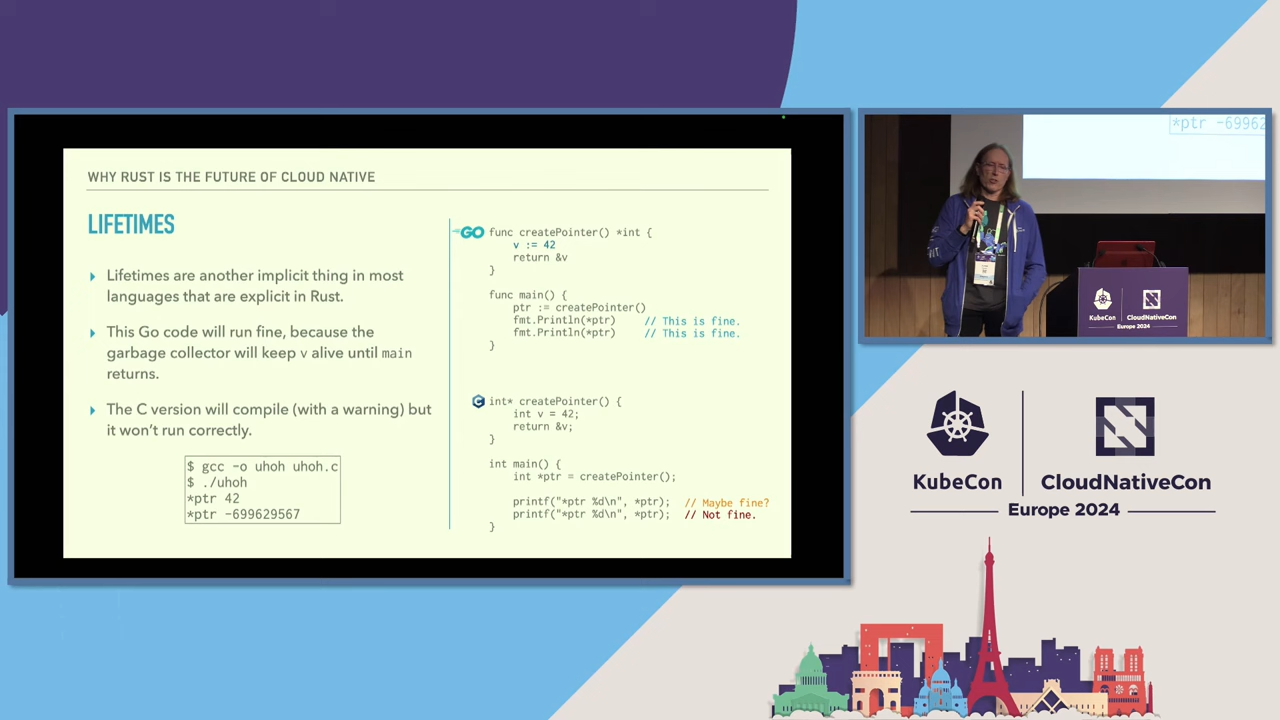 WHY RUST IS THE FUTURE OF CLOUD NATIVE
LIFETIMES
Lifetimes are another implicit thing in most
languages that are explicit in Rust.
This Go code will run fine, because the
garbage collector will keep v alive until main
returns.
The C version will compile (with a warning) but
it won't run correctly.
$ gcc -o uhoh uhoh.c
$ ./uhoh
*ptr 42
*ptr -699629567
GO
func createPointer() *int {
v := 42
return &v
}
func main() {
ptr := createPointer()
fmt.Println(*ptr) // This is fine.
fmt.Println(*ptr) // This is fine.
}
C
int* createPointer() {
int v = 42;
return &v;
}
int main() {
int *ptr = createPointer();
printf("*ptr %d\n", *ptr); // Maybe fine?
printf("*ptr %d\n", *ptr); // Not fine.
}
*ptr -69962
KubeCon
CloudNativeCon
Europe 2024
KubeCon
CloudNativeCon
Europe 2024